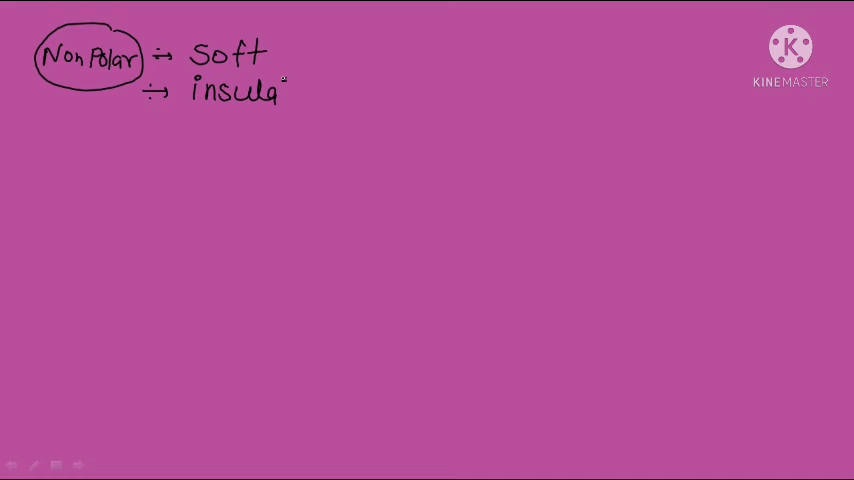 Non Polar ÷→ soft
÷→ insula
K
KINEMASTER